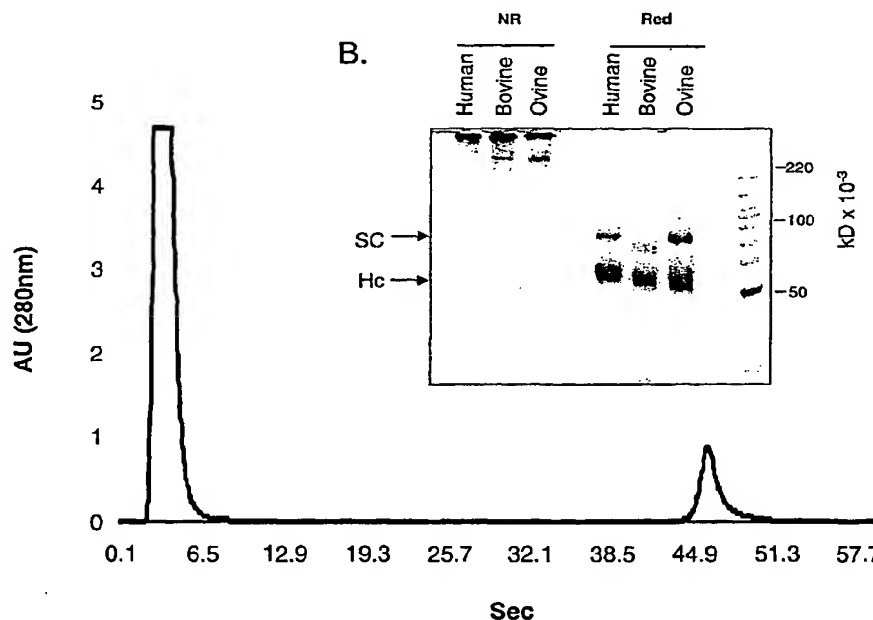 NR Red
B.
Human Bovine Ovine Human Bovine Ovine
5
4
3
2
1
0
AU (280nm)
SC
Hc
220
100
50
kD x 10⁻³
0.1 6.5 12.9 19.3 25.7 32.1 38.5 44.9 51.3 57.7
Sec